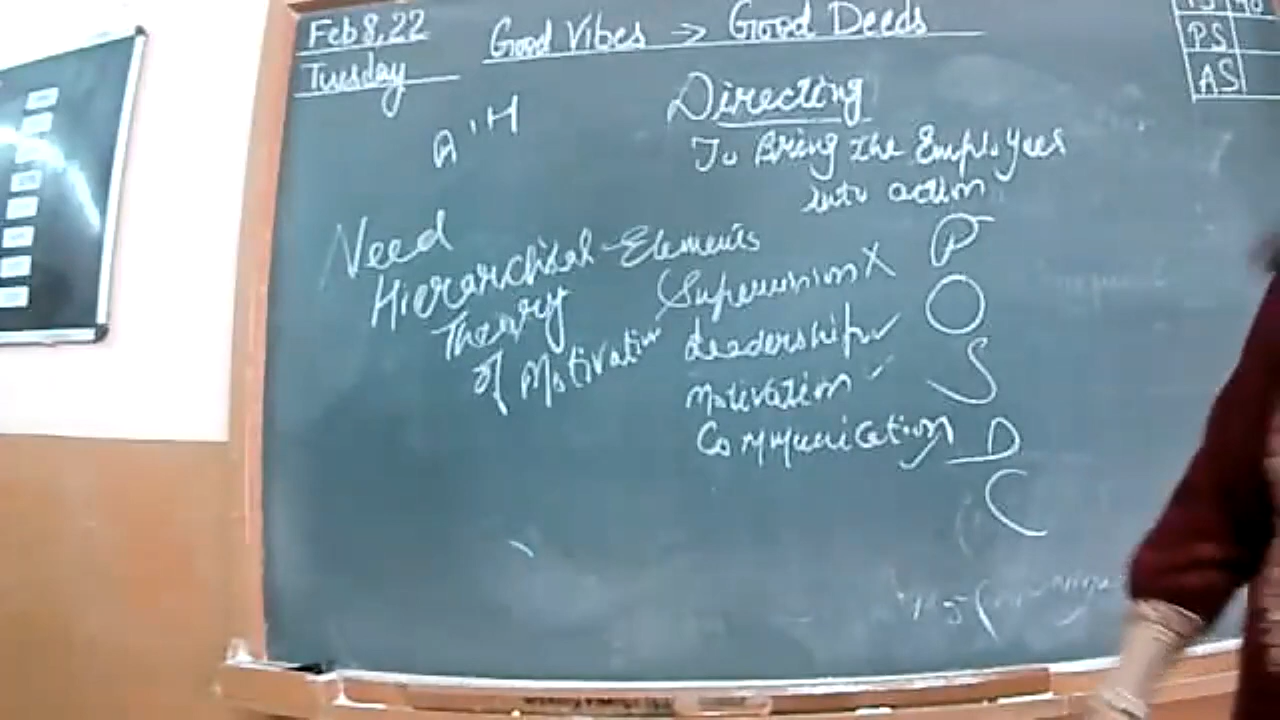 Feb 8, 22
Tuesday
Good Vibes → Good Deeds
PS
AS
A'H
Directing
To Bring the Employees
into action
Need
Hierarchical
Theory
of Motivation
Elements
Supervision X
Leadership ✓
Motivation ✓
Communication ✓
P
O
S
D
C